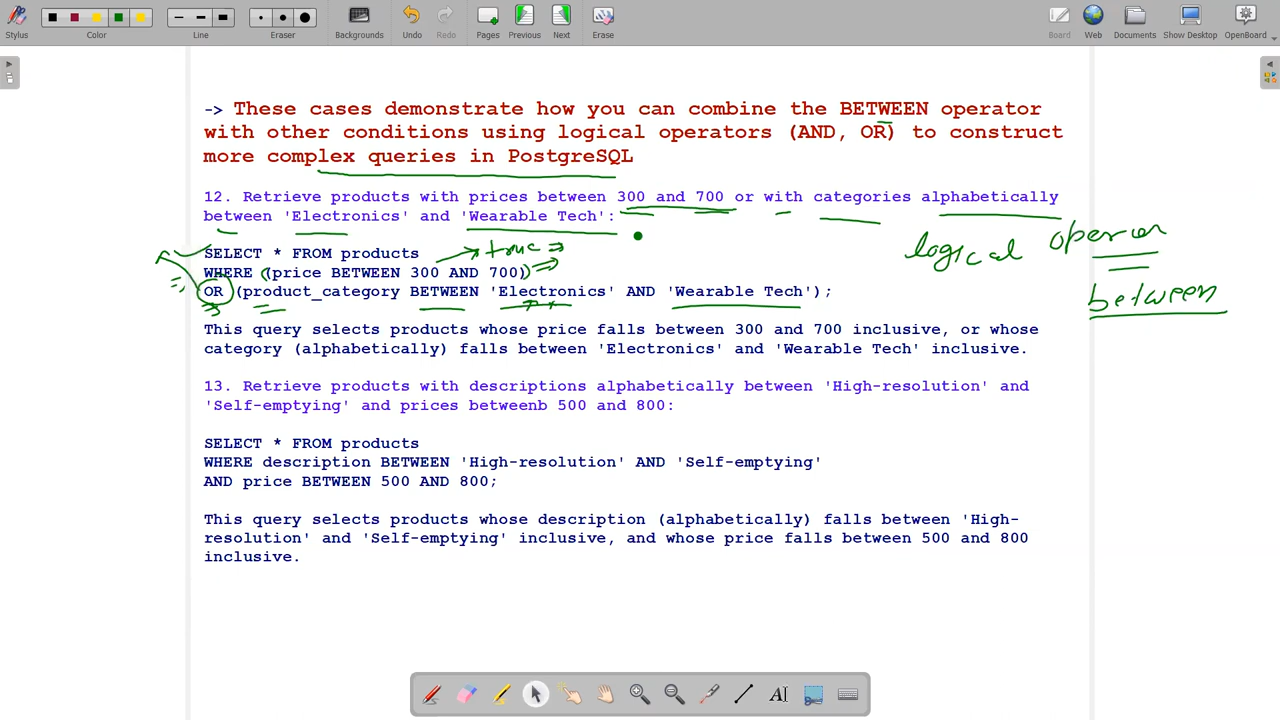 Stylus
Color
Line
Eraser
Backgrounds
Undo
Redo
Pages
Previous
Next
Erase
Board
Web
Documents
Show Desktop
OpenBoard
-> These cases demonstrate how you can combine the BETWEEN operator
with other conditions using logical operators (AND, OR) to construct
more complex queries in PostgreSQL
12. Retrieve products with prices between 300 and 700 or with categories alphabetically
between 'Electronics' and 'Wearable Tech':
SELECT * FROM products
WHERE (price BETWEEN 300 AND 700)
OR (product_category BETWEEN 'Electronics' AND 'Wearable Tech');
true
logical
between
This query selects products whose price falls between 300 and 700 inclusive, or whose
category (alphabetically) falls between 'Electronics' and 'Wearable Tech' inclusive.
13. Retrieve products with descriptions alphabetically between 'High-resolution' and
'Self-emptying' and prices betweenb 500 and 800:
SELECT * FROM products
WHERE description BETWEEN 'High-resolution' AND 'Self-emptying'
AND price BETWEEN 500 AND 800;
This query selects products whose description (alphabetically) falls between 'High-
resolution' and 'Self-emptying' inclusive, and whose price falls between 500 and 800
inclusive.